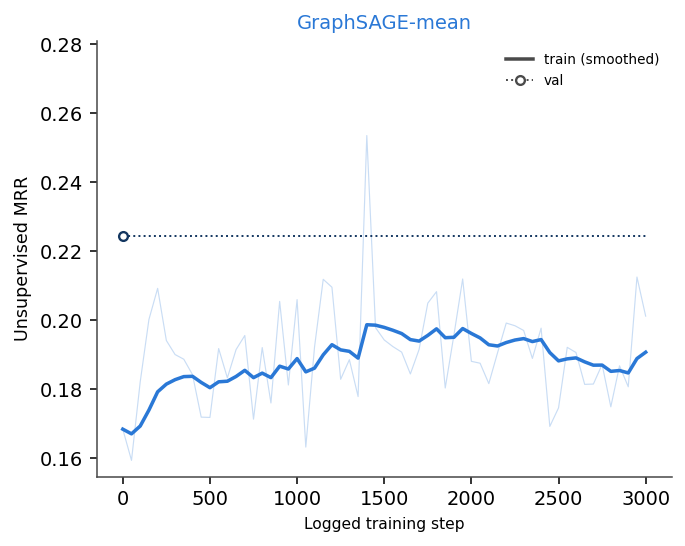 GraphSAGE-mean
train (smoothed)
val
Unsupervised MRR
0.28
0.26
0.24
0.22
0.20
0.18
0.16
0 500 1000 1500 2000 2500 3000
Logged training step